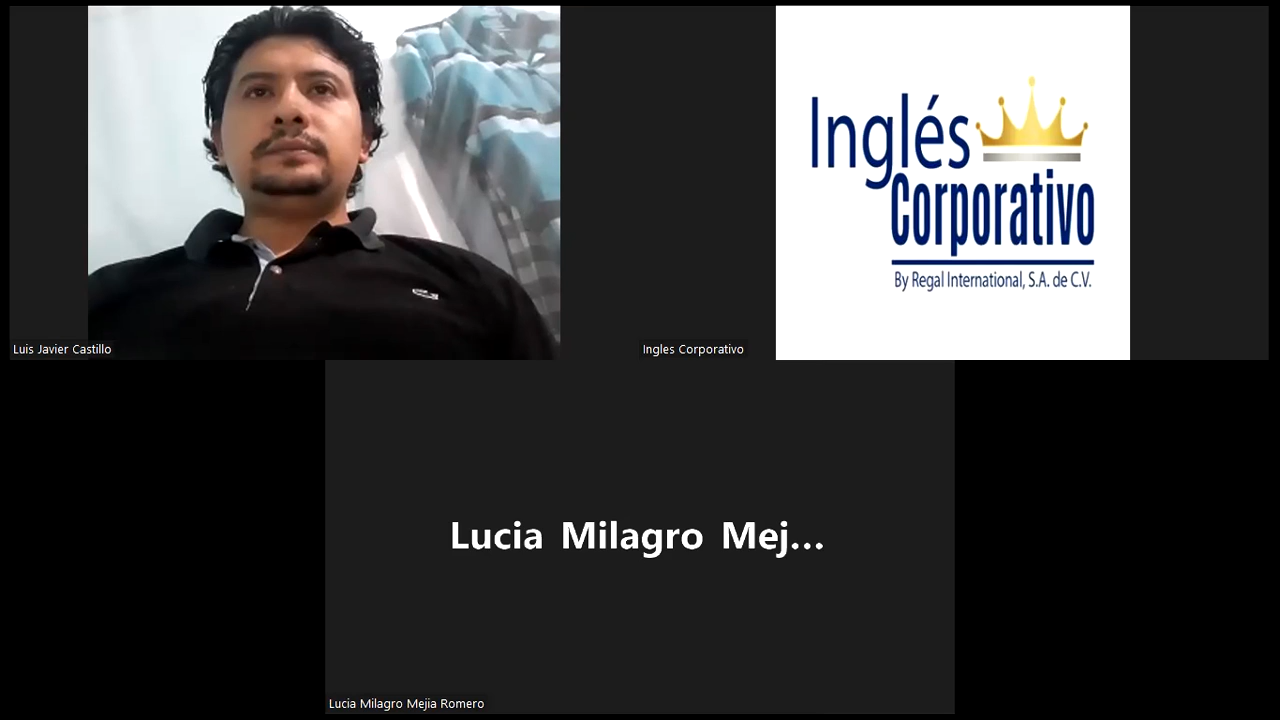 Inglés
Corporativo
By Regal International, S.A. de C.V.
Luis Javier Castillo
Ingles Corporativo
Lucia Milagro Mej...
Lucia Milagro Mejia Romero